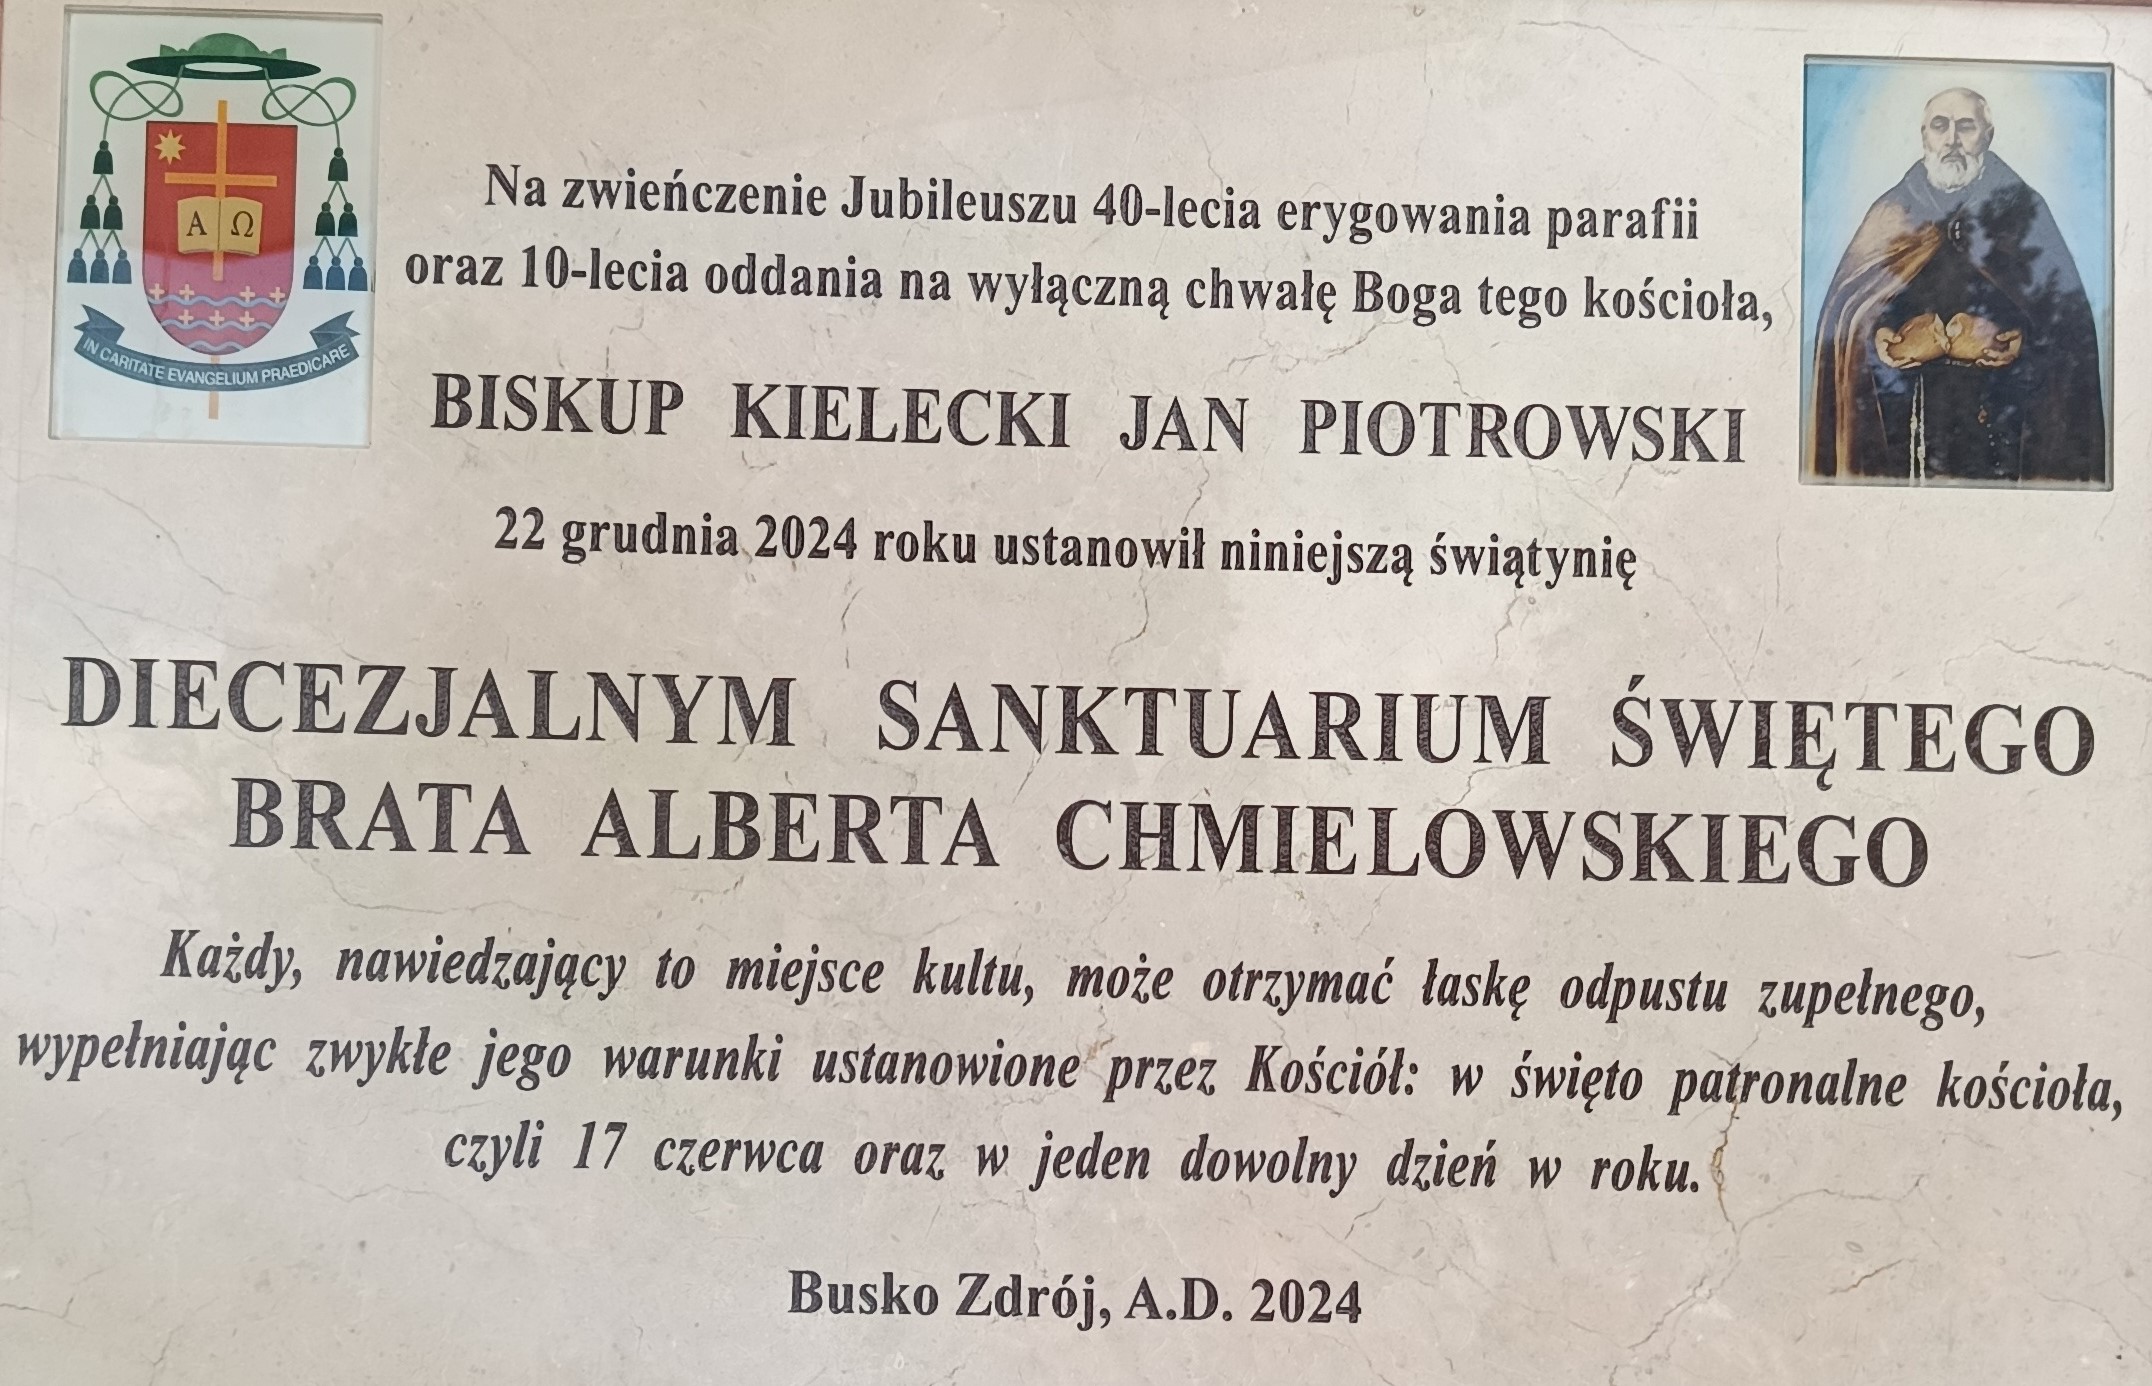 Α Ω
IN CARITATE EVANGELIUM PRAEDICARE
Na zwieńczenie Jubileuszu 40-lecia erygowania parafii
oraz 10-lecia oddania na wyłączną chwałę Boga tego kościoła,
BISKUP KIELECKI JAN PIOTROWSKI
22 grudnia 2024 roku ustanowił niniejszą świątynię
DIECEZJALNYM SANKTUARIUM ŚWIĘTEGO
BRATA ALBERTA CHMIELOWSKIEGO
Każdy, nawiedzający to miejsce kultu, może otrzymać łaskę odpustu zupełnego,
wypełniając zwykłe jego warunki ustanowione przez Kościół: w święto patronalne kościoła,
czyli 17 czerwca oraz w jeden dowolny dzień w roku.
Busko Zdrój, A.D. 2024